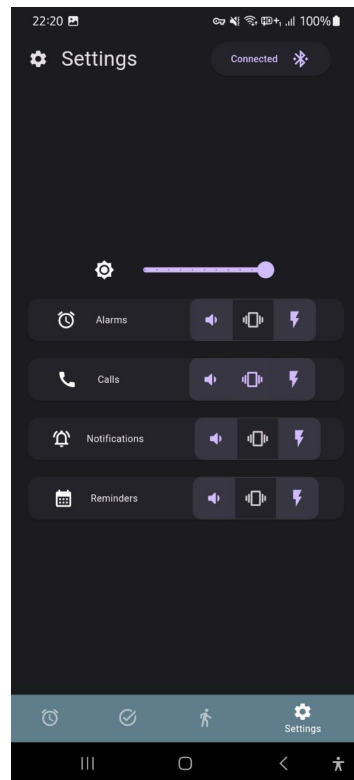 22:20 100%
Settings Connected
Alarms
Calls
Notifications
Reminders
Settings